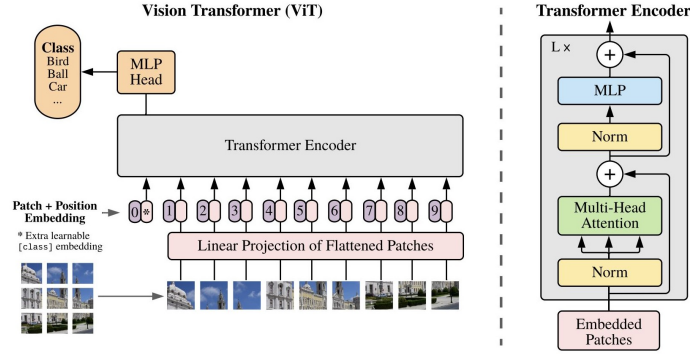 Vision Transformer (ViT)
Class
Bird
Ball
Car
...
MLP
Head
Transformer Encoder
Patch + Position
Embedding
* Extra learnable
[class] embedding
0 * 1 2 3 4 5 6 7 8 9
Linear Projection of Flattened Patches
Transformer Encoder
L ×
+
MLP
Norm
+
Multi-Head
Attention
Norm
Embedded
Patches